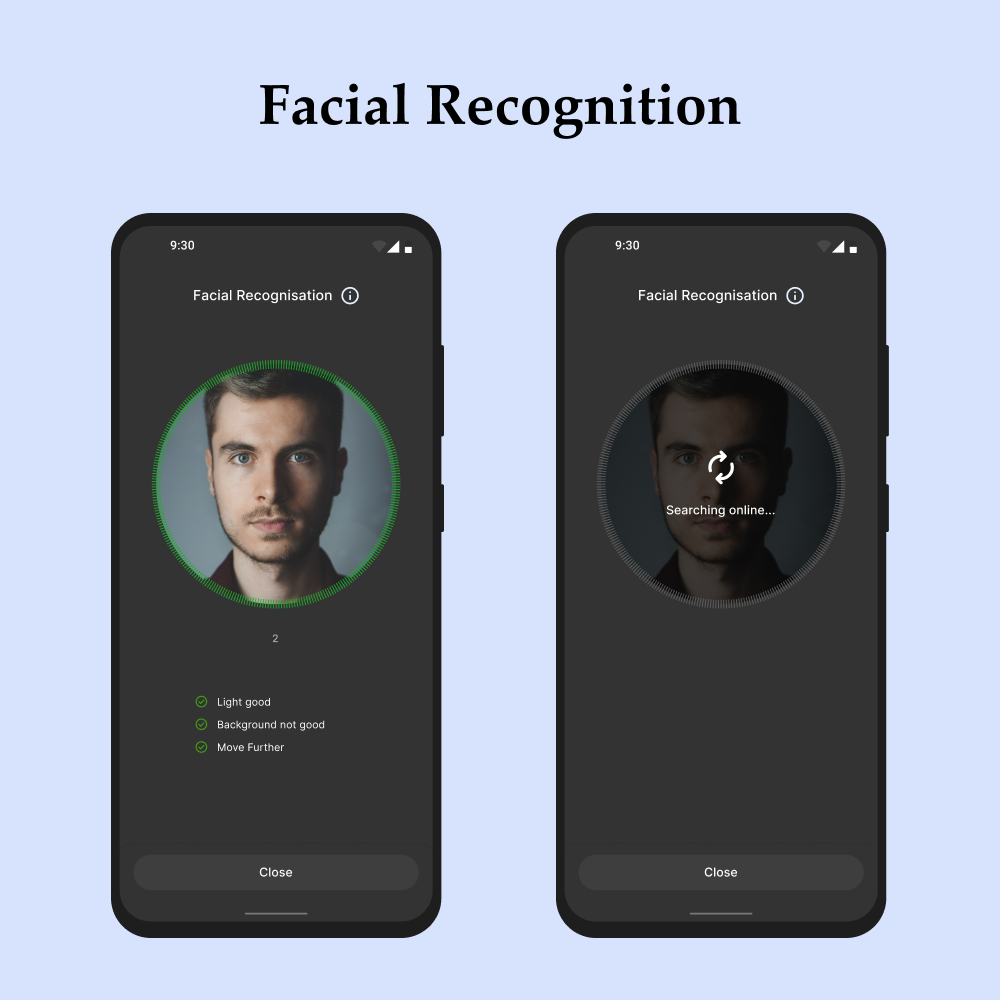 Facial Recognition
9:30
Facial Recognisation
2
Light good
Background not good
Move Further
Close
9:30
Facial Recognisation
Searching online...
Close